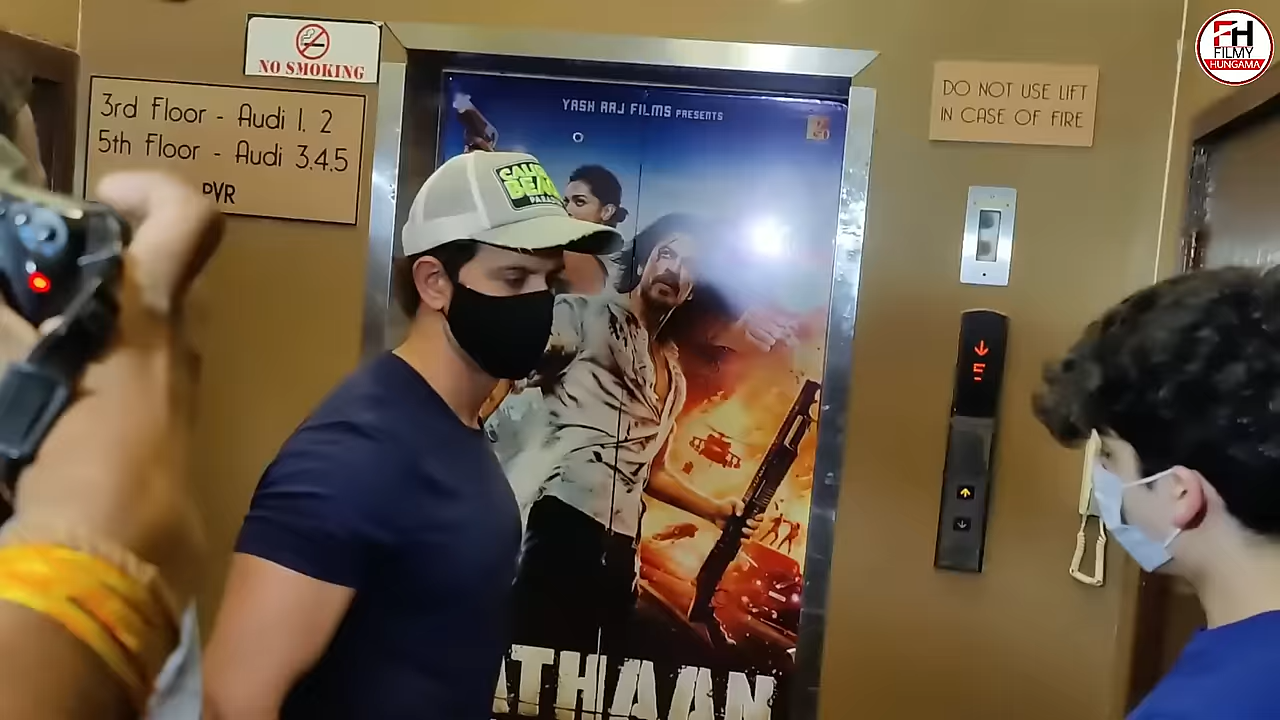 NO SMOKING
3rd Floor - Audi 1. 2
5th Floor - Audi 3.4.5
PVR
YASH RAJ FILMS PRESENTS
ATHAAN
DO NOT USE LIFT
IN CASE OF FIRE
5
FH
FILMY
HUNGAMA